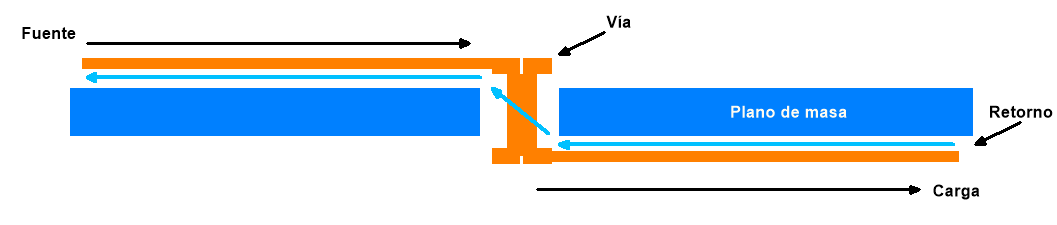 Fuente
Vía
Plano de masa
Retorno
Carga